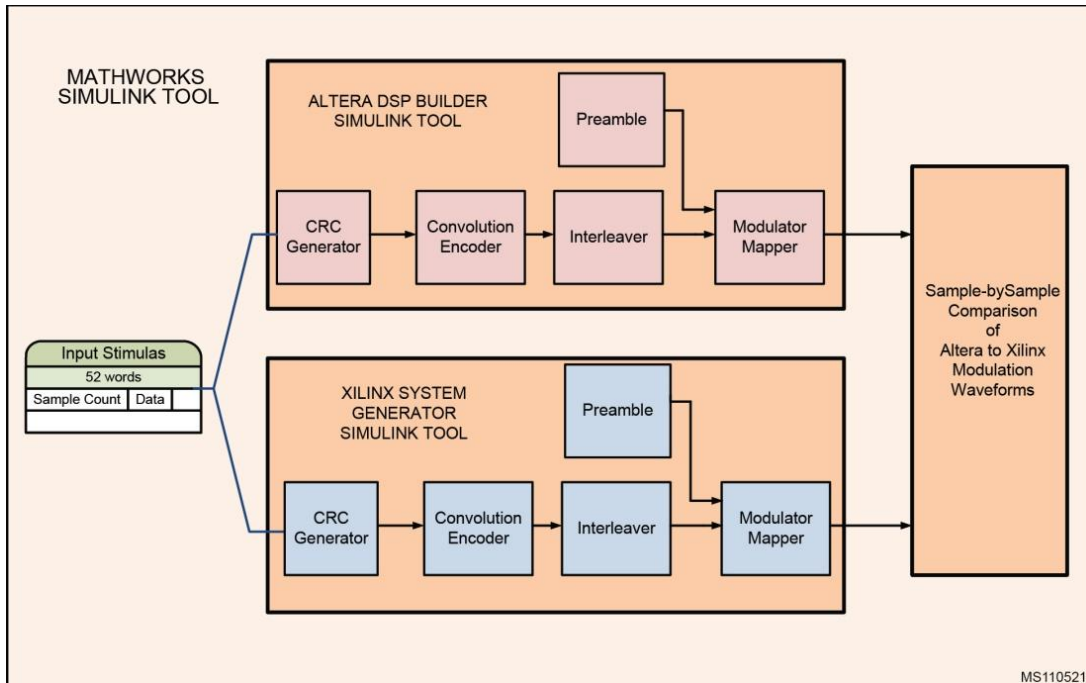 MATHWORKS
SIMULINK TOOL
ALTERA DSP BUILDER
SIMULINK TOOL
Preamble
CRC
Generator
Convolution
Encoder
Interleaver
Modulator
Mapper
Input Stimulas
52 words
Sample Count
Data
XILINX SYSTEM
GENERATOR
SIMULINK TOOL
Preamble
CRC
Generator
Convolution
Encoder
Interleaver
Modulator
Mapper
Sample-bySample
Comparison
of
Altera to Xilinx
Modulation
Waveforms
MS110521